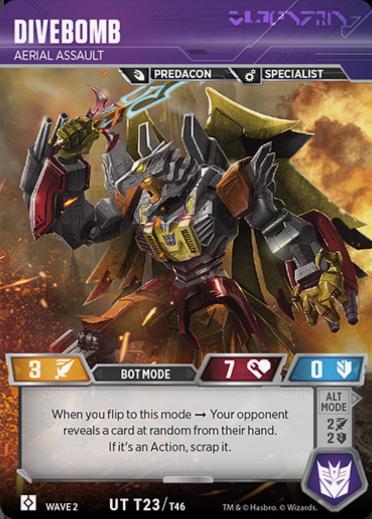 DIVEBOMB
AERIAL ASSAULT
PREDACON
SPECIALIST
3
BOT MODE
7
0
When you flip to this mode → Your opponent
reveals a card at random from their hand.
If it's an Action, scrap it.
ALT
MODE
2
2
WAVE 2
UT T23/T46
TM & © Hasbro. © Wizards.